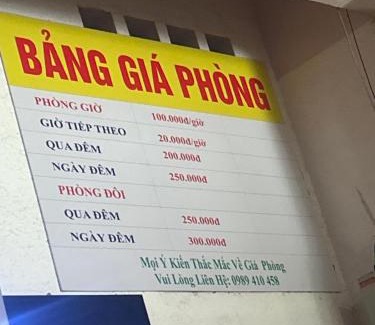 BẢNG GIÁ PHÒNG
PHÒNG GIỜ 100.000đ/giờ
GIỜ TIẾP THEO 20.000đ/giờ
QUA ĐÊM 200.000đ
NGÀY ĐÊM 250.000đ
PHÒNG ĐÔI
QUA ĐÊM 250.000đ
NGÀY ĐÊM 300.000đ
Mọi Ý Kiến Thắc Mắc Về Giá Phòng
Vui Lòng Liên Hệ: 0989 410 458